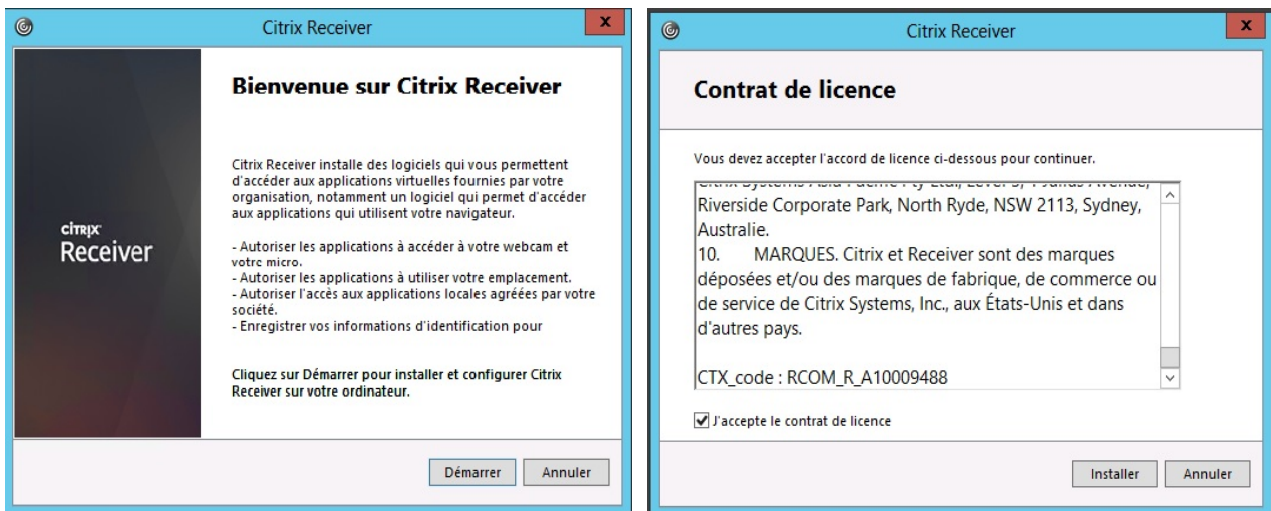 Citrix Receiver
x
Bienvenue sur Citrix Receiver
Citrix Receiver installe des logiciels qui vous permettent
d'accéder aux applications virtuelles fournies par votre
organisation, notamment un logiciel qui permet d'accéder
aux applications qui utilisent votre navigateur.
- Autoriser les applications à accéder à votre webcam et
votre micro.
- Autoriser les applications à utiliser votre emplacement.
- Autoriser l'accès aux applications locales agréées par votre
société.
- Enregistrer vos informations d'identification pour
Cliquez sur Démarrer pour installer et configurer Citrix
Receiver sur votre ordinateur.
CITRIX
Receiver
Démarrer
Annuler
Citrix Receiver
x
Contrat de licence
Vous devez accepter l'accord de licence ci-dessous pour continuer.
Citrix Systems Asia Pacific Pty Ltd.,
Riverside Corporate Park, North Ryde, NSW 2113, Sydney,
Australie.
10. MARQUES. Citrix et Receiver sont des marques
déposées et/ou des marques de fabrique, de commerce ou
de service de Citrix Systems, Inc., aux États-Unis et dans
d'autres pays.
CTX_code : RCOM_R_A10009488
J'accepte le contrat de licence
Installer
Annuler